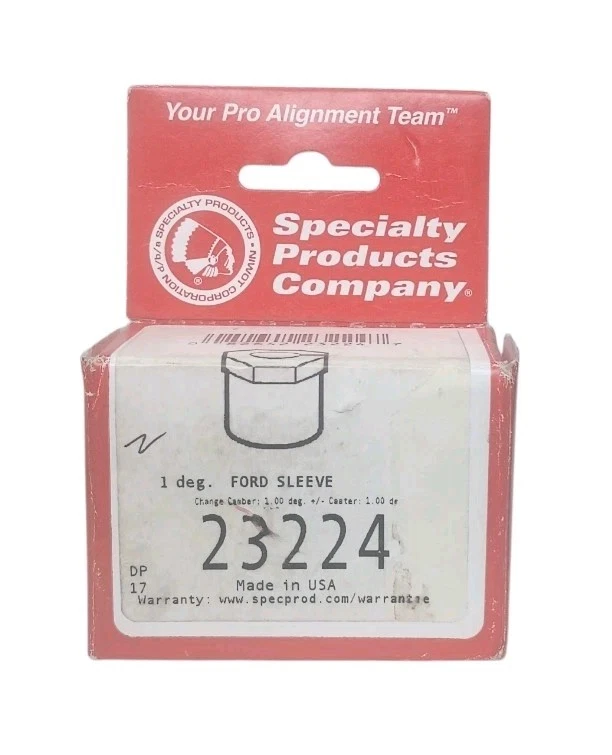 Your Pro Alignment Team™
SPECIALTY PRODUCTS • NIWOT CORPORATION d/b/a
Specialty
Products
Company®
1 deg. FORD SLEEVE
Change Camber: 1.00 deg. +/- Caster: 1.00 de
23224
DP
17
Made in USA
Warranty: www.specprod.com/warrantie